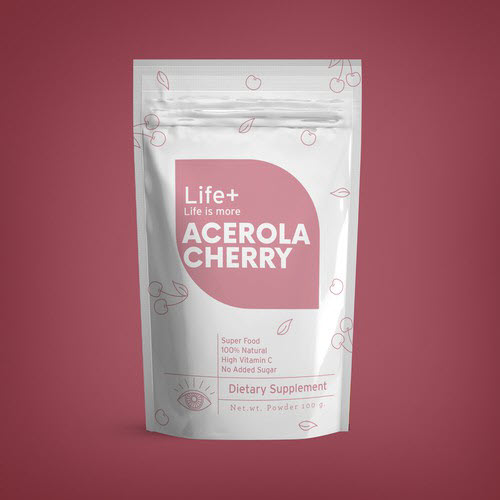 Life+
Life is more
ACEROLA
CHERRY
Super Food
100% Natural
High Vitamin C
No Added Sugar
Dietary Supplement
Net.wt. Powder 100 g.